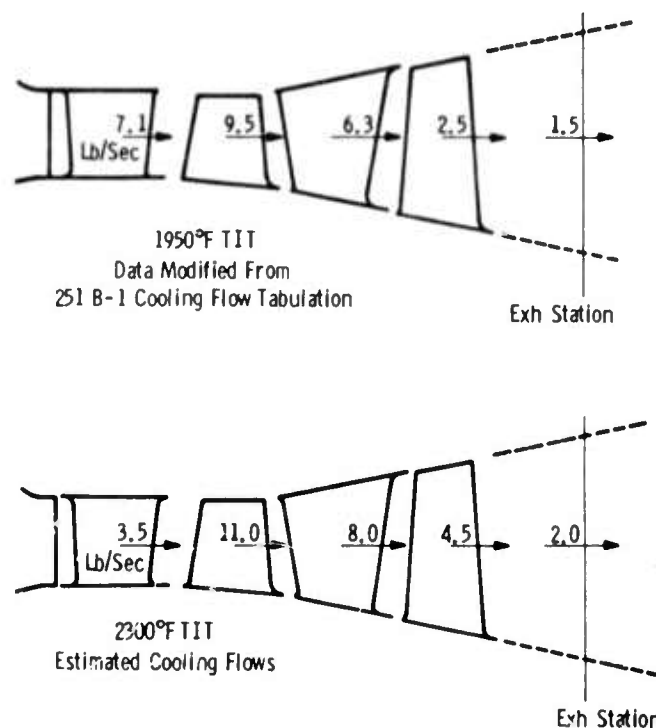 7.1 9.5 6.3 2.5 1.5
Lb/Sec
1950°F TIT
Data Modified From
251 B-1 Cooling Flow Tabulation
Exh Station
3.5 11.0 8.0 4.5 2.0
Lb/Sec
2300°F TIT
Estimated Cooling Flows
Exh Station